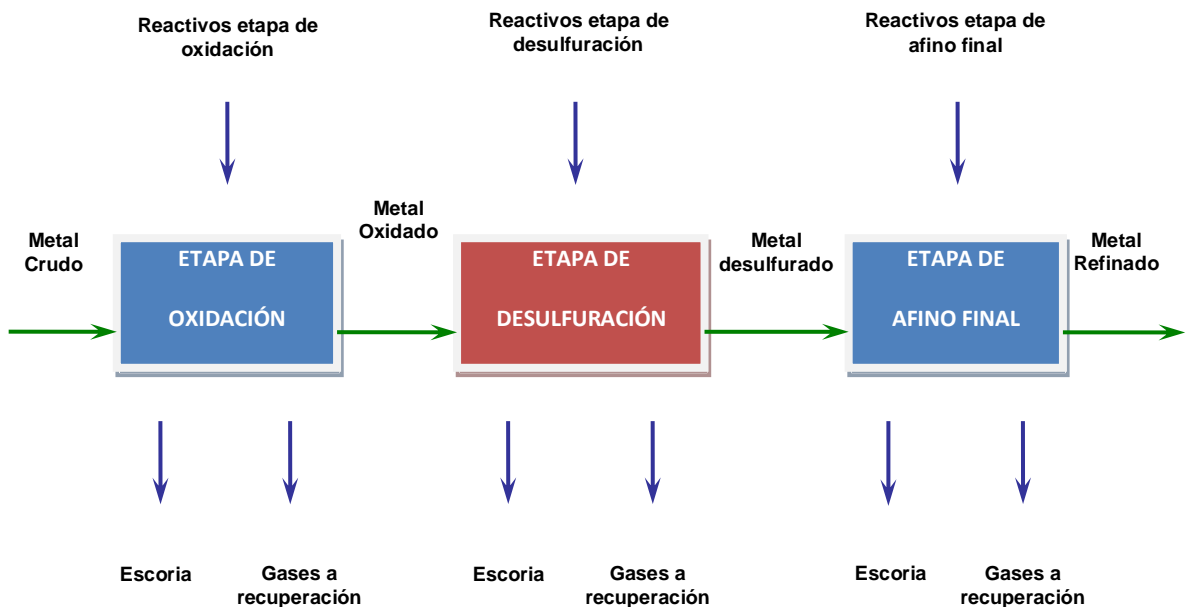 Reactivos etapa de
oxidación
Reactivos etapa de
desulfuración
Reactivos etapa de
afino final
Metal
Crudo
ETAPA DE
OXIDACIÓN
Metal
Oxidado
ETAPA DE
DESULFURACIÓN
Metal
desulfurado
ETAPA DE
AFINO FINAL
Metal
Refinado
Escoria
Gases a
recuperación
Escoria
Gases a
recuperación
Escoria
Gases a
recuperación